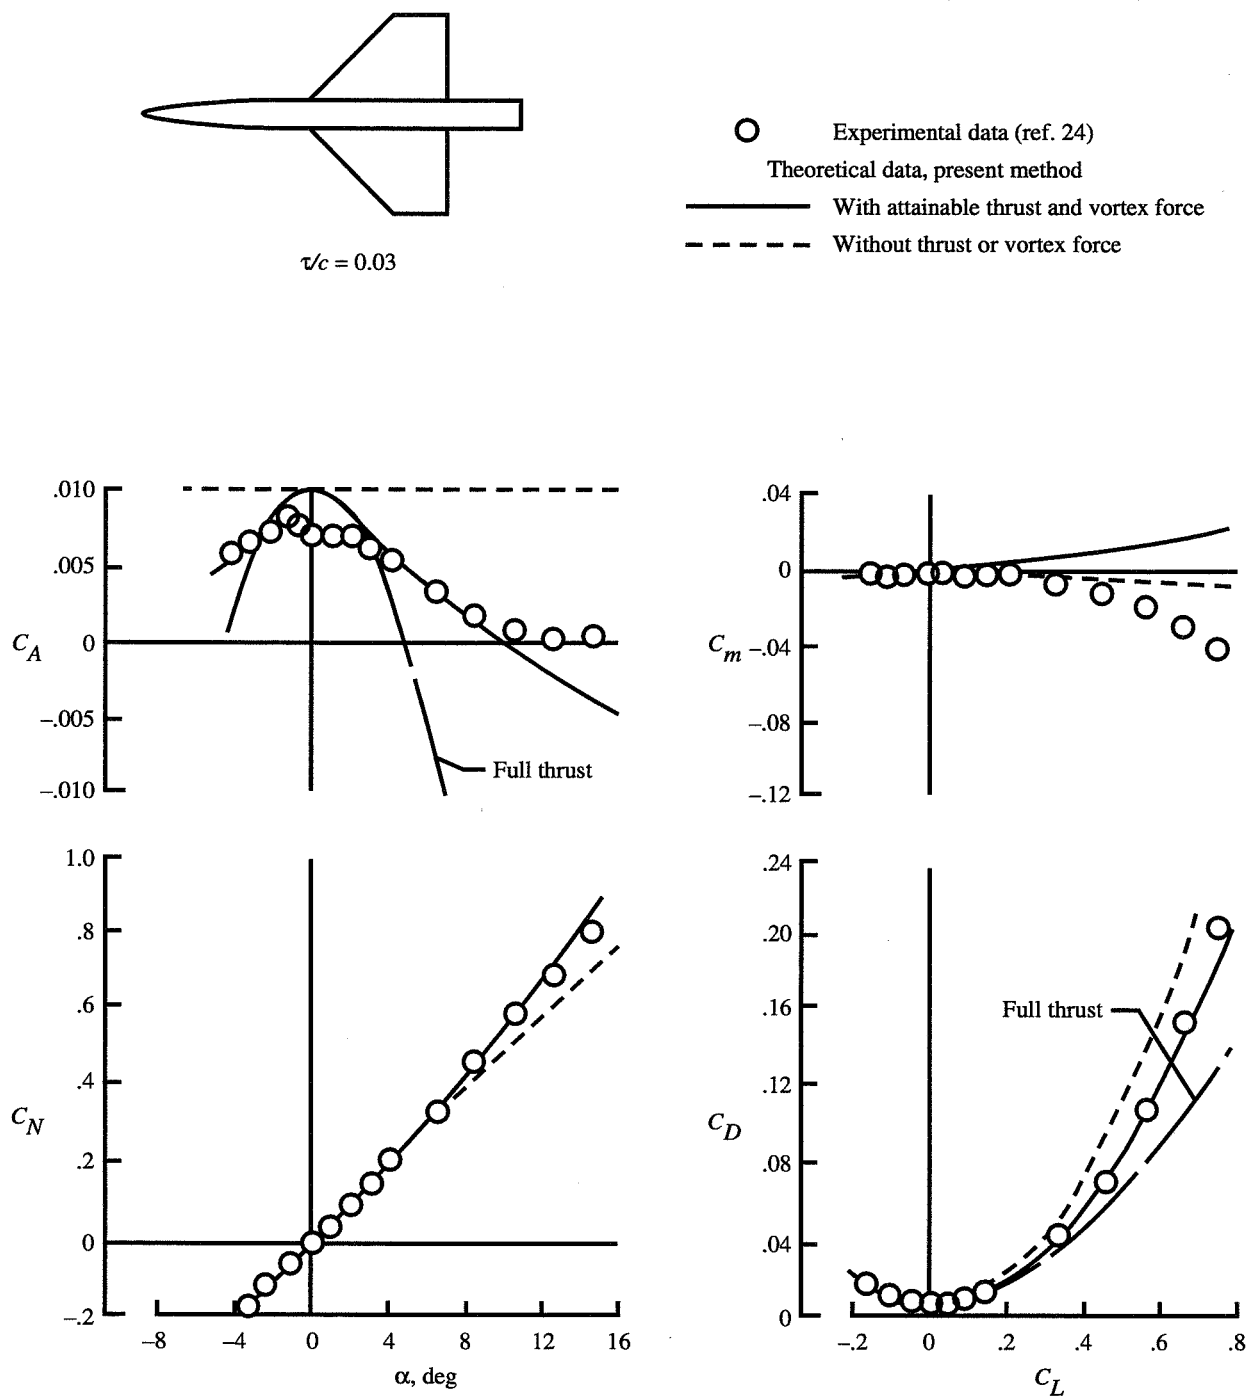 Experimental data (ref. 24)
Theoretical data, present method
With attainable thrust and vortex force
Without thrust or vortex force
τ/c = 0.03
.010
.005
0
–.005
–.010
C_A
Full thrust
.04
0
–.04
–.08
–.12
C_m
1.0
.8
.6
.4
.2
0
–.2
C_N
–8
–4
0
4
8
12
16
α, deg
.24
.20
.16
.12
.08
.04
0
C_D
Full thrust
–.2
0
.2
.4
.6
.8
C_L